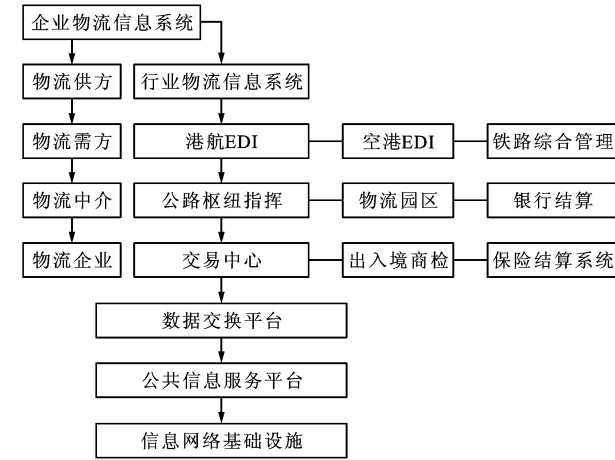 企业物流信息系统
物流供方
行业物流信息系统
物流需方
港航EDI
空港EDI
铁路综合管理
物流中介
公路枢纽指挥
物流园区
银行结算
物流企业
交易中心
出入境商检
保险结算系统
数据交换平台
公共信息服务平台
信息网络基础设施